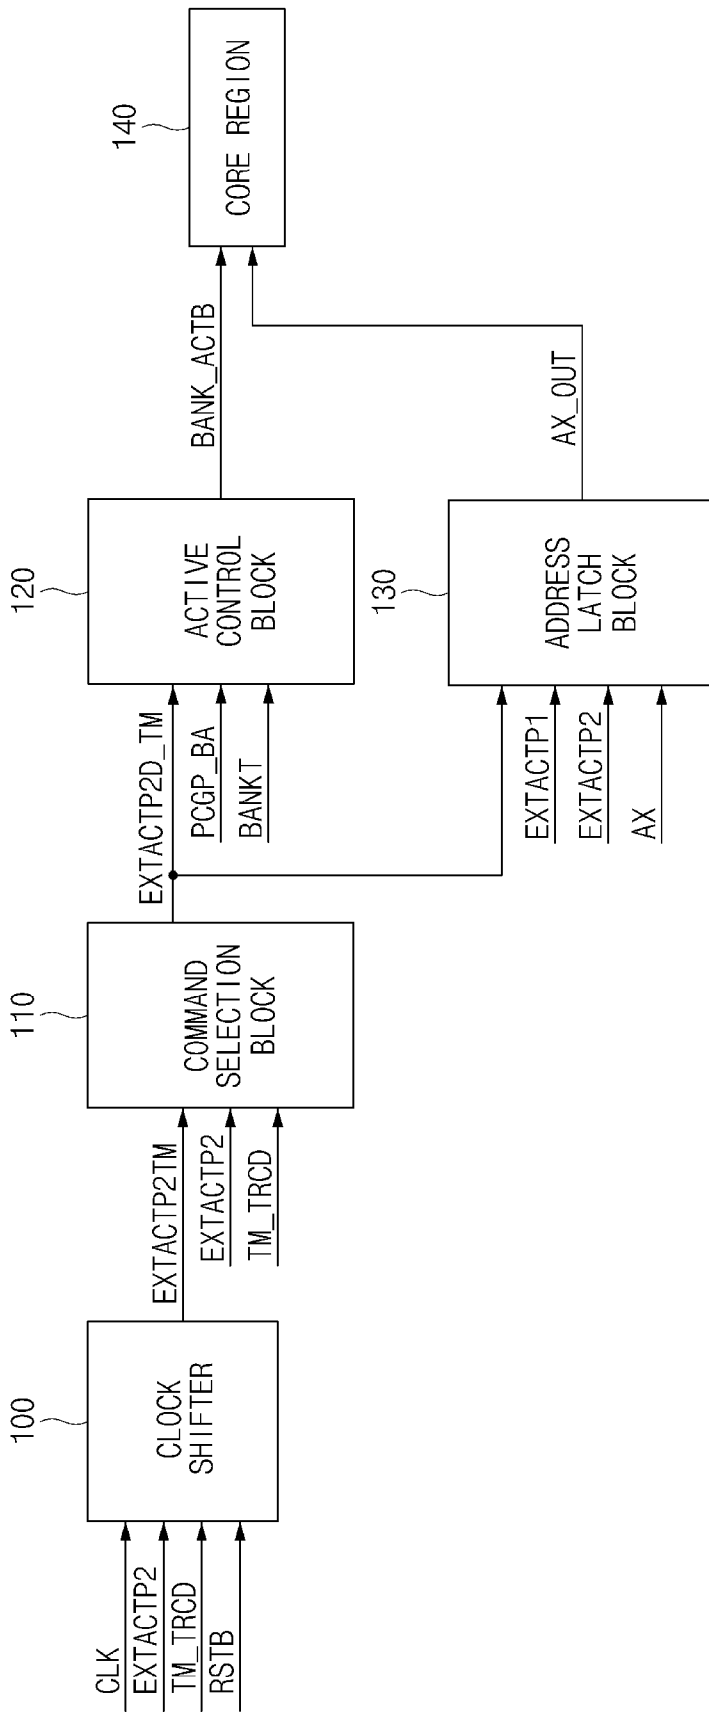 100
CLK
EXTACTP2
TM_TRCD
RSTB
CLOCK
SHIFTER
EXTACTP2TM
EXTACTP2
TM_TRCD
110
COMMAND
SELECTION
BLOCK
EXTACTP2D_TM
PCGP_BA
BANKT
120
ACTIVE
CONTROL
BLOCK
BANK_ACTB
EXTACTP1
EXTACTP2
AX
130
ADDRESS
LATCH
BLOCK
AX_OUT
140
CORE REGION